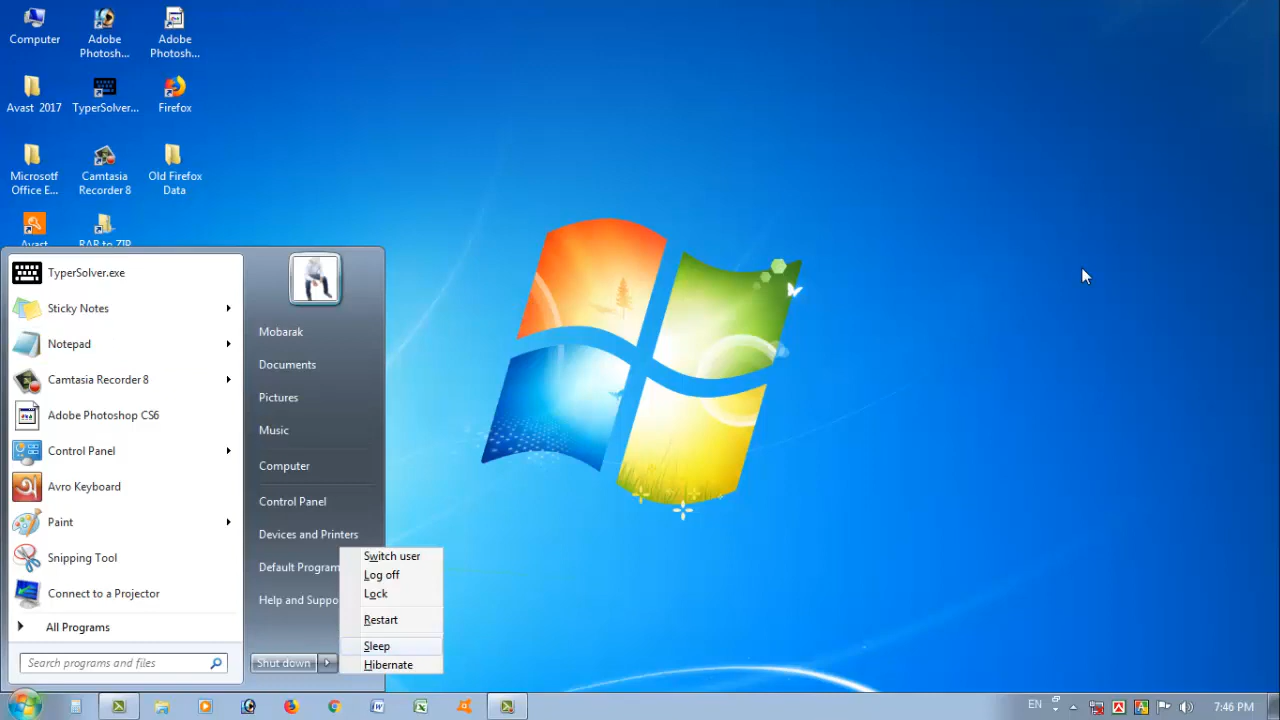 Computer
Adobe
Photosh...
Adobe
Photosh...
Avast 2017
TyperSolver...
Firefox
Microsotf
Office E...
Camtasia
Recorder 8
Old Firefox
Data
Avast
RAR to ZIP
TyperSolver.exe
Sticky Notes
Notepad
Camtasia Recorder 8
Adobe Photoshop CS6
Control Panel
Avro Keyboard
Paint
Snipping Tool
Connect to a Projector
All Programs
Search programs and files
Mobarak
Documents
Pictures
Music
Computer
Control Panel
Devices and Printers
Default Program
Help and Suppo
Shut down
Switch user
Log off
Lock
Restart
Sleep
Hibernate
EN
7:46 PM